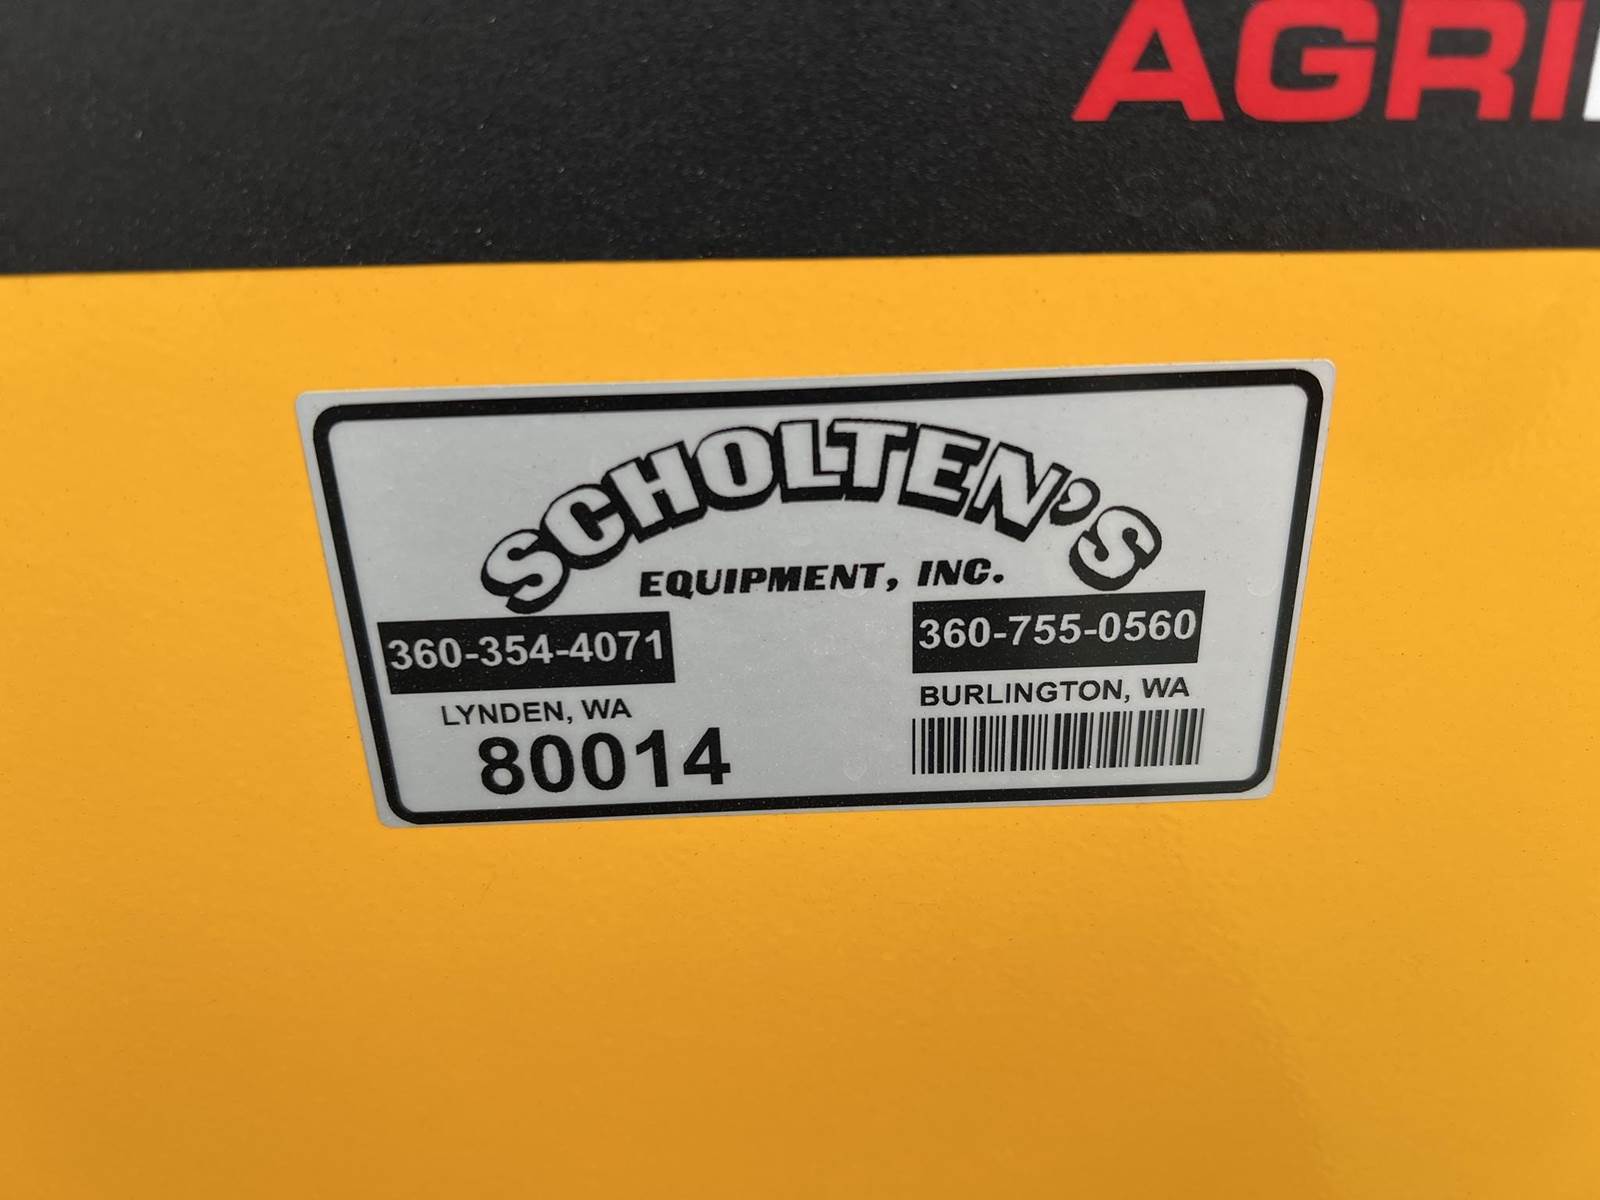 AGRI
SCHOLTEN'S
EQUIPMENT, INC.
360-354-4071
LYNDEN, WA
80014
360-755-0560
BURLINGTON, WA